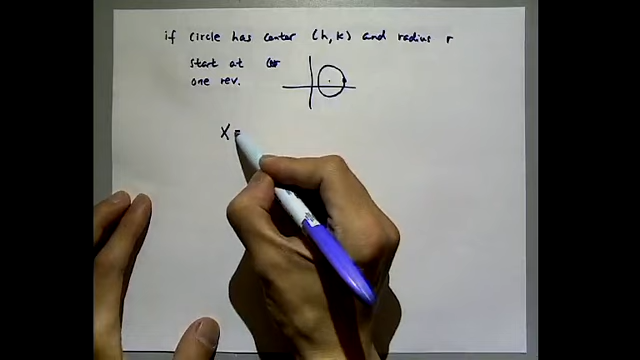 if circle has center (h, k) and radius r
start at
one rev.
X =